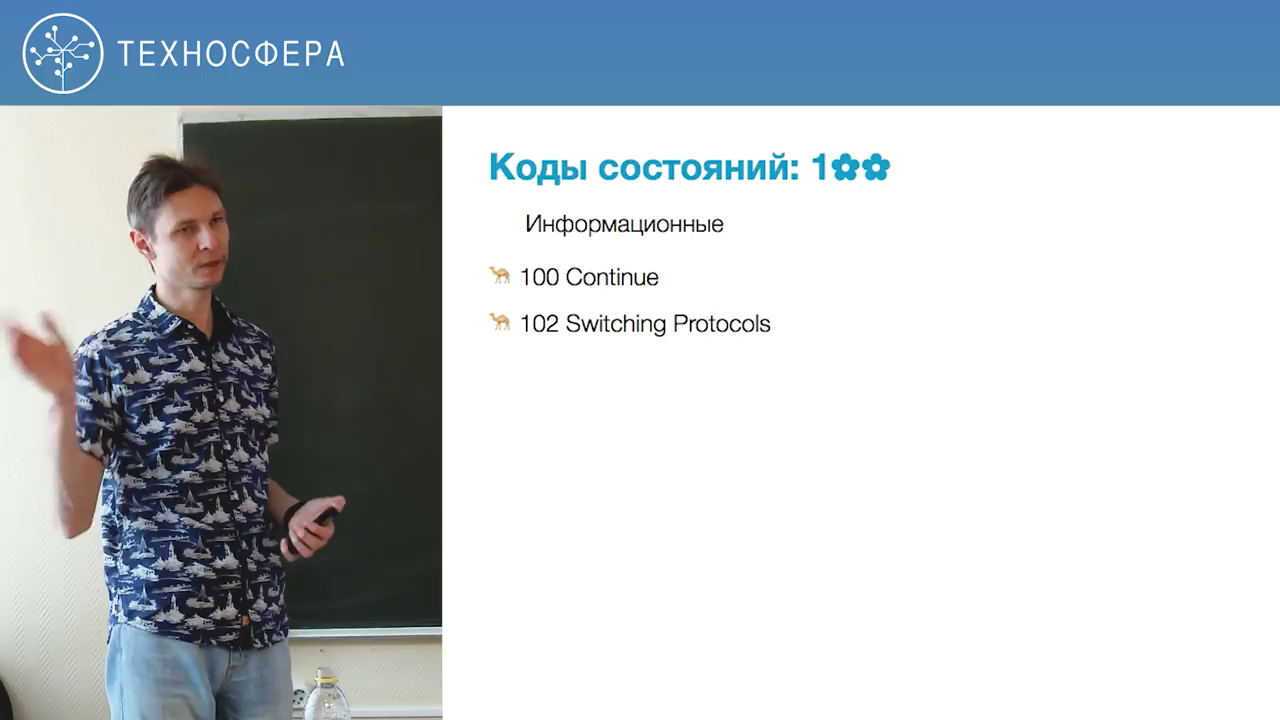 ТЕХНОСФЕРА
Коды состояний: 1✿✿
Информационные
🐪 100 Continue
🐪 102 Switching Protocols